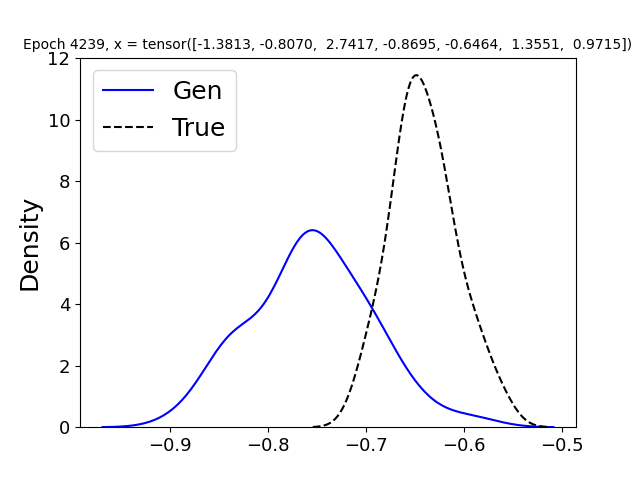 Epoch 4239, x = tensor([-1.3813, -0.8070,  2.7417, -0.8695, -0.6464,  1.3551,  0.9715])
Gen
True
Density
12
10
8
6
4
2
0
−0.9 −0.8 −0.7 −0.6 −0.5